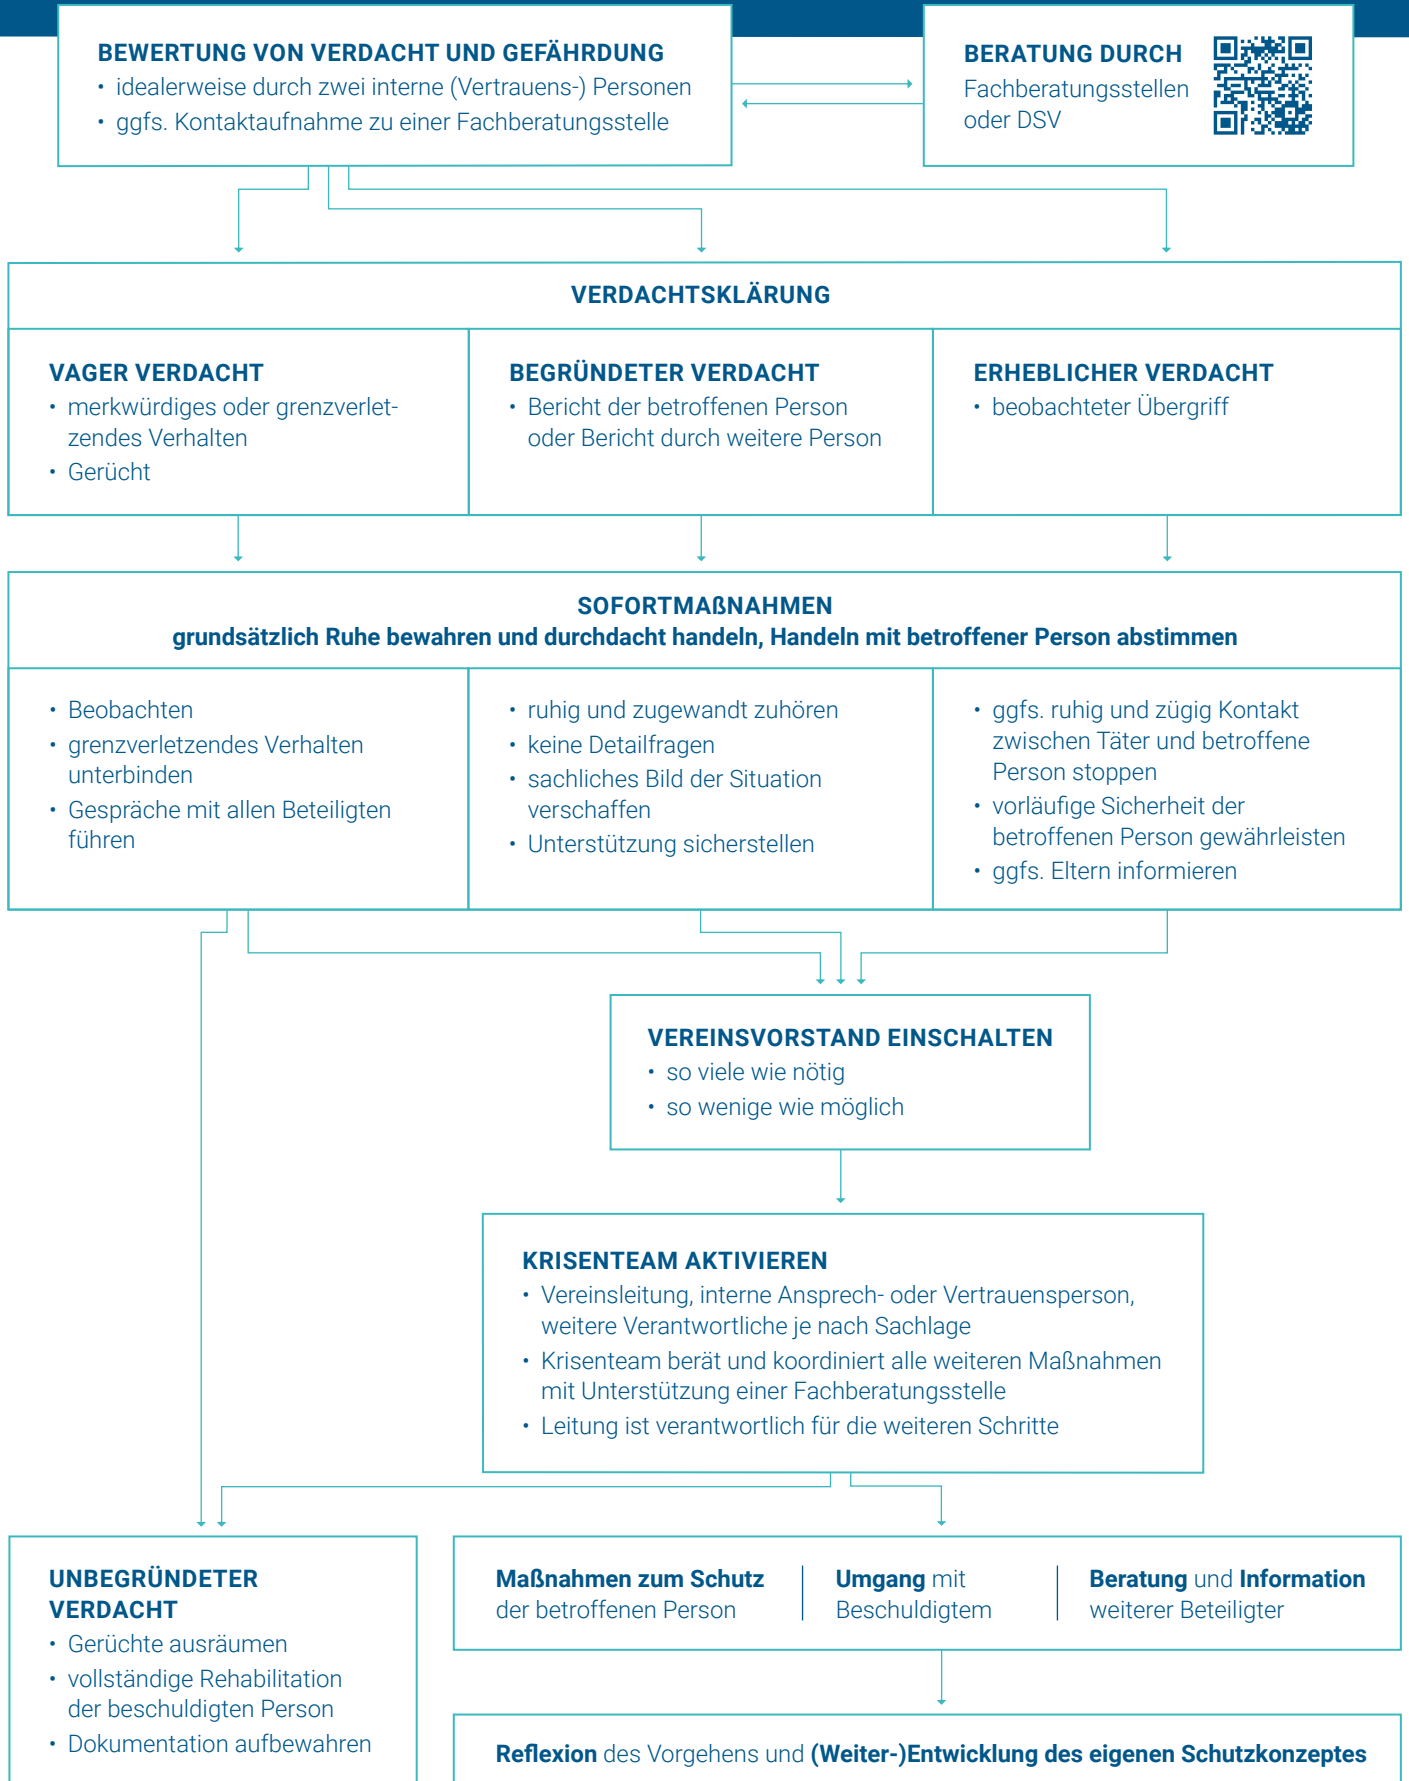 BEWERTUNG VON VERDACHT UND GEFÄHRDUNG
• idealerweise durch zwei interne (Vertrauens-) Personen
• ggfs. Kontaktaufnahme zu einer Fachberatungsstelle
BERATUNG DURCH
Fachberatungsstellen
oder DSV
VERDACHTSKLÄRUNG
VAGER VERDACHT
• merkwürdiges oder grenzverlet-
zendes Verhalten
• Gerücht
BEGRÜNDETER VERDACHT
• Bericht der betroffenen Person
oder Bericht durch weitere Person
ERHEBLICHER VERDACHT
• beobachteter Übergriff
SOFORTMAßNAHMEN
grundsätzlich Ruhe bewahren und durchdacht handeln, Handeln mit betroffener Person abstimmen
• Beobachten
• grenzverletzendes Verhalten
unterbinden
• Gespräche mit allen Beteiligten
führen
• ruhig und zugewandt zuhören
• keine Detailfragen
• sachliches Bild der Situation
verschaffen
• Unterstützung sicherstellen
• ggfs. ruhig und zügig Kontakt
zwischen Täter und betroffene
Person stoppen
• vorläufige Sicherheit der
betroffenen Person gewährleisten
• ggfs. Eltern informieren
VEREINSVORSTAND EINSCHALTEN
• so viele wie nötig
• so wenige wie möglich
KRISENTEAM AKTIVIEREN
• Vereinsleitung, interne Ansprech- oder Vertrauensperson,
weitere Verantwortliche je nach Sachlage
• Krisenteam berät und koordiniert alle weiteren Maßnahmen
mit Unterstützung einer Fachberatungsstelle
• Leitung ist verantwortlich für die weiteren Schritte
UNBEGRÜNDETER
VERDACHT
• Gerüchte ausräumen
• vollständige Rehabilitation
der beschuldigten Person
• Dokumentation aufbewahren
Maßnahmen zum Schutz
der betroffenen Person
Umgang mit
Beschuldigtem
Beratung und Information
weiterer Beteiligter
Reflexion des Vorgehens und (Weiter-)Entwicklung des eigenen Schutzkonzeptes